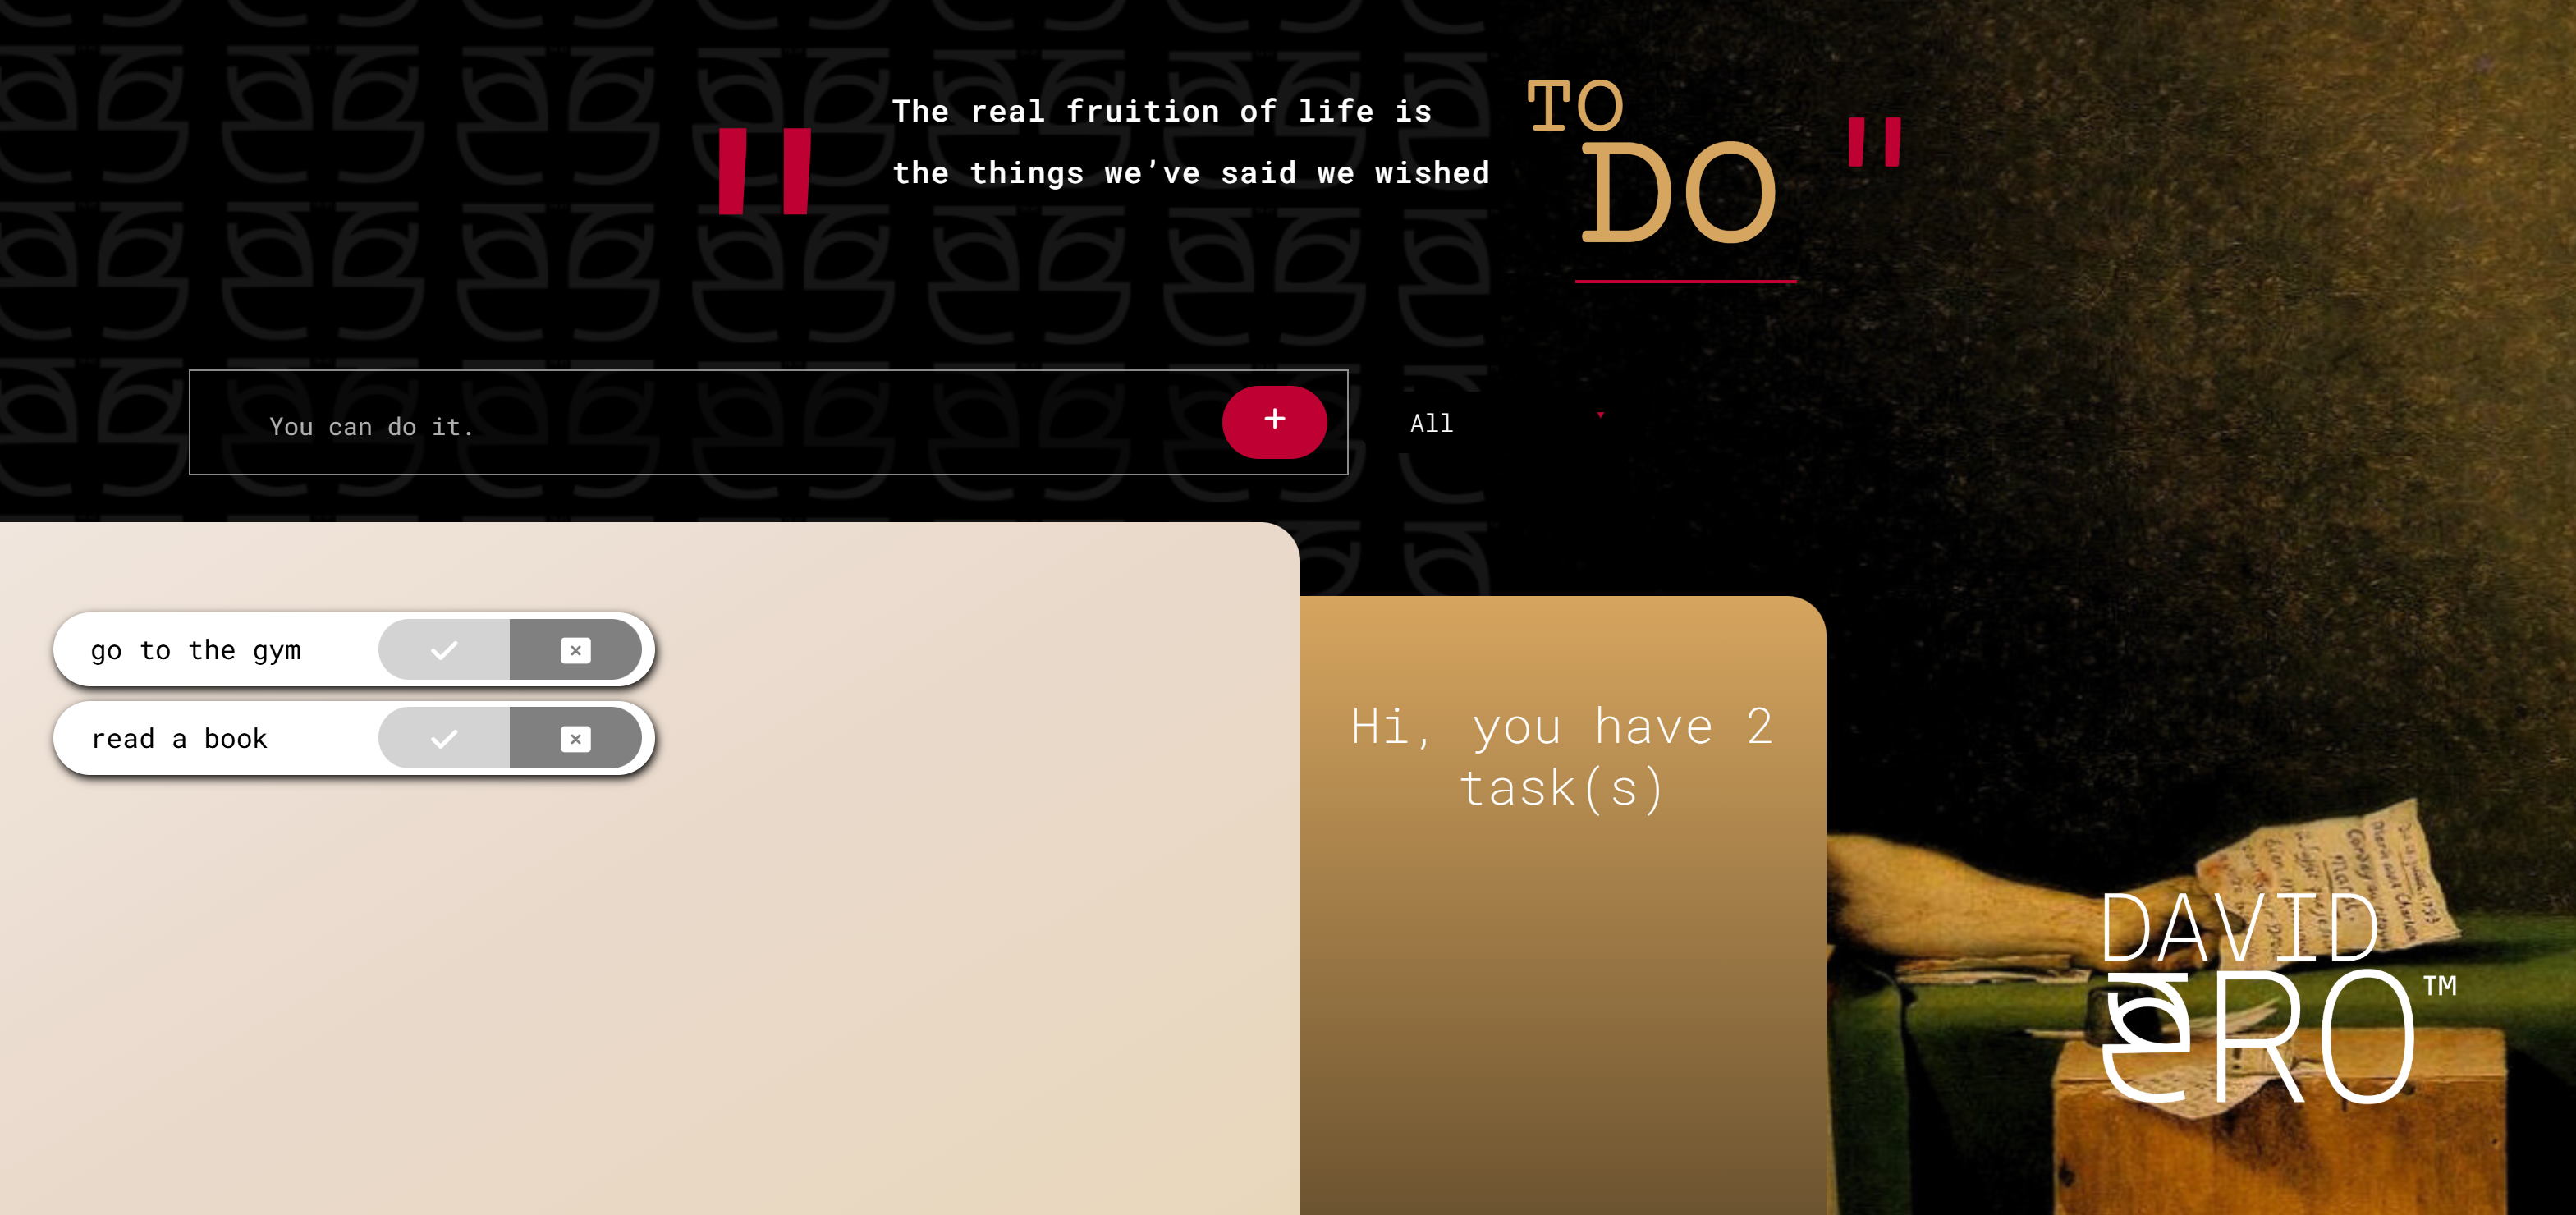 "
The real fruition of life is
the things we’ve said we wished
TO
DO
"
You can do it.
+
All
go to the gym
read a book
Hi, you have 2
task(s)
DAVID
RO™